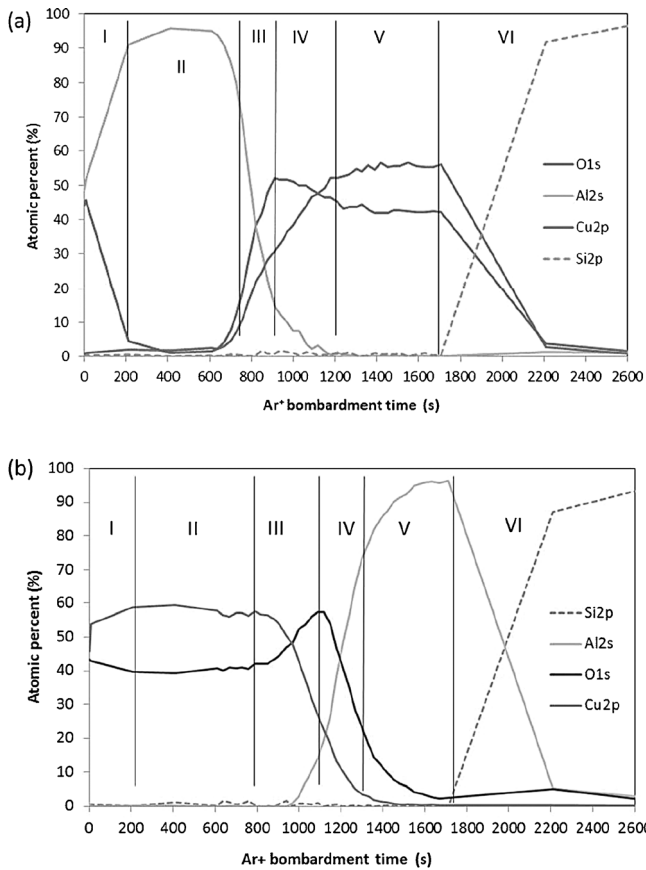 (a)
100
90
80
70
60
50
40
30
20
10
0
Atomic percent (%)
I
II
III
IV
V
VI
O1s
Al2s
Cu2p
Si2p
0 200 400 600 800 1000 1200 1400 1600 1800 2000 2200 2400 2600
Ar⁺ bombardment time (s)
(b)
100
90
80
70
60
50
40
30
20
10
0
Atomic percent (%)
I
II
III
IV
V
VI
Si2p
Al2s
O1s
Cu2p
0 200 400 600 800 1000 1200 1400 1600 1800 2000 2200 2400 2600
Ar+ bombardment time (s)